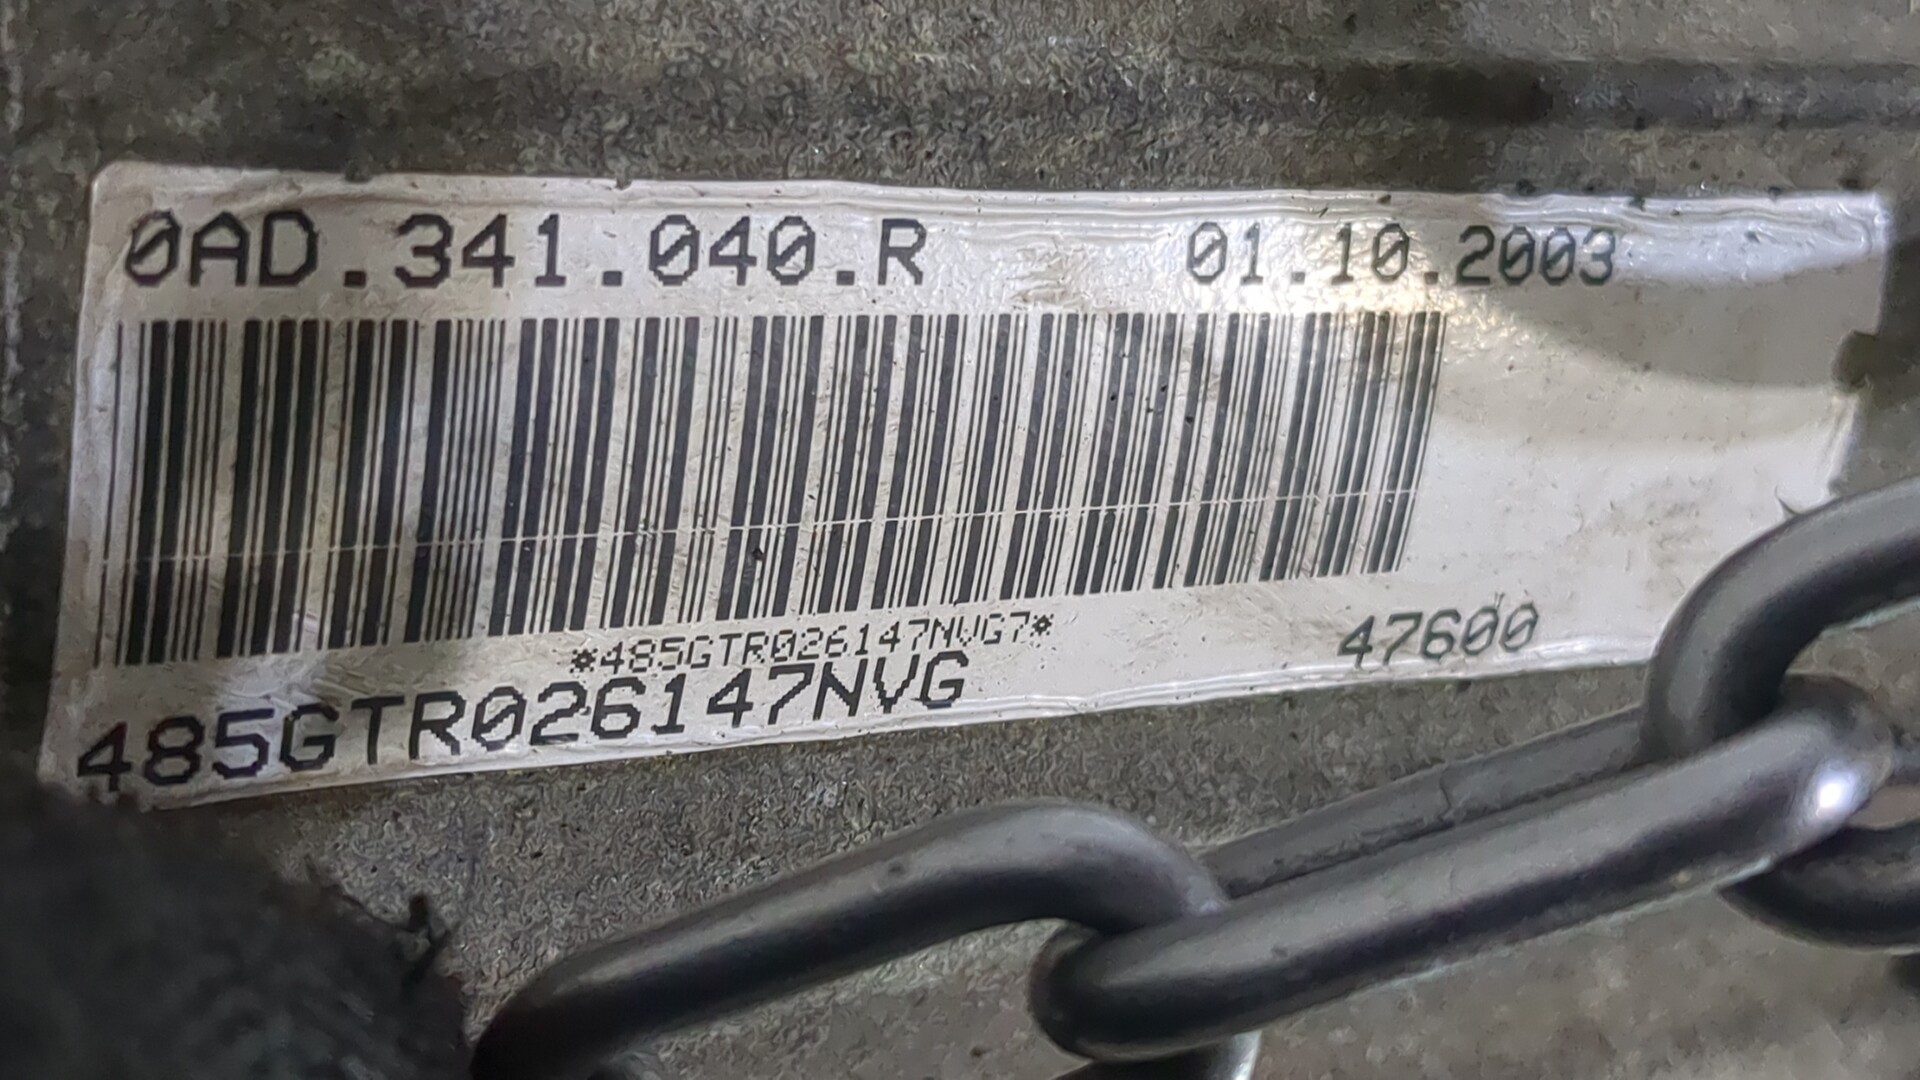 0AD.341.040.R 01.10.2003
*485GTR026147NVG7*
485GTR026147NVG 47600